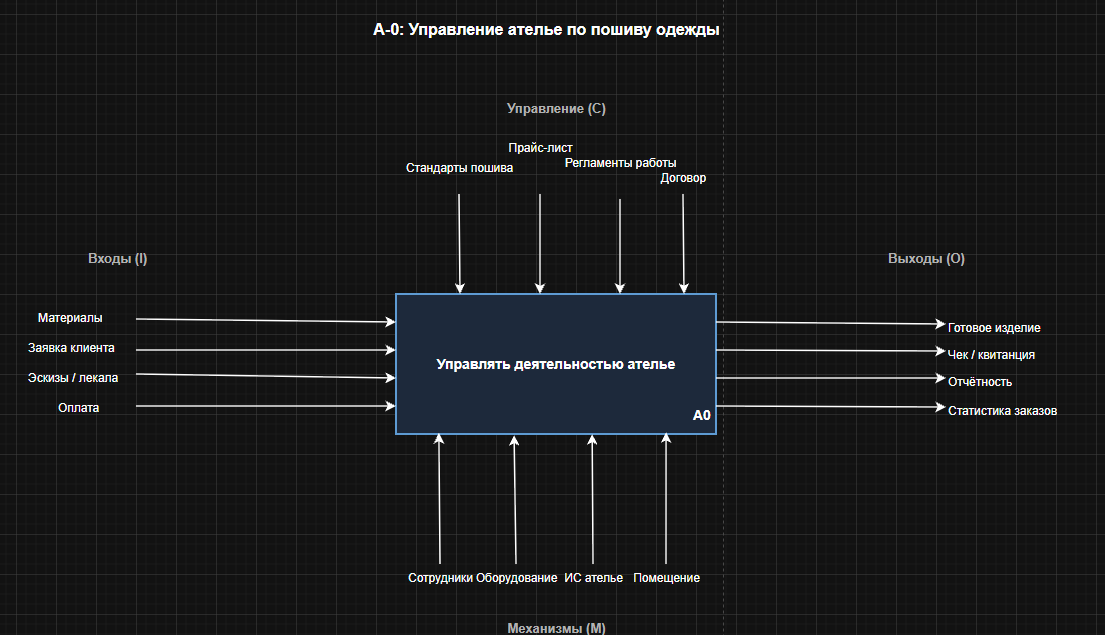 А-0: Управление ателье по пошиву одежды
Управление (C)
Прайс-лист
Регламенты работы
Стандарты пошива
Договор
Входы (I)
Выходы (O)
Материалы
Заявка клиента
Эскизы / лекала
Оплата
Управлять деятельностью ателье
А0
Готовое изделие
Чек / квитанция
Отчётность
Статистика заказов
Сотрудники
Оборудование
ИС ателье
Помещение
Механизмы (M)